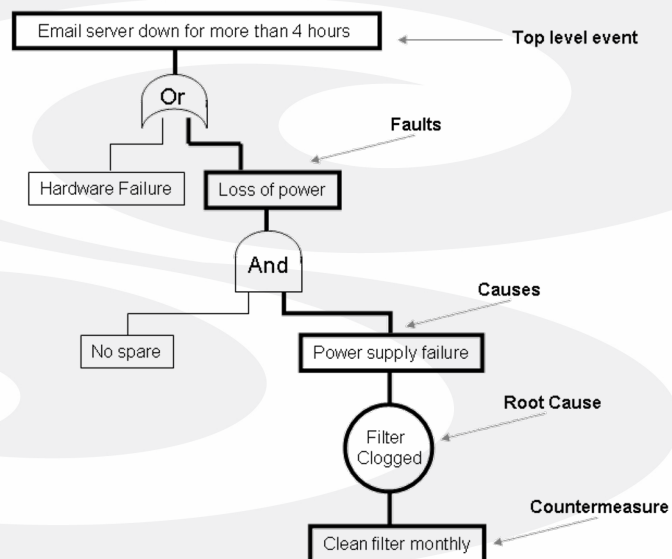 Email server down for more than 4 hours
Top level event
Or
Faults
Hardware Failure
Loss of power
And
Causes
No spare
Power supply failure
Root Cause
Filter
Clogged
Countermeasure
Clean filter monthly